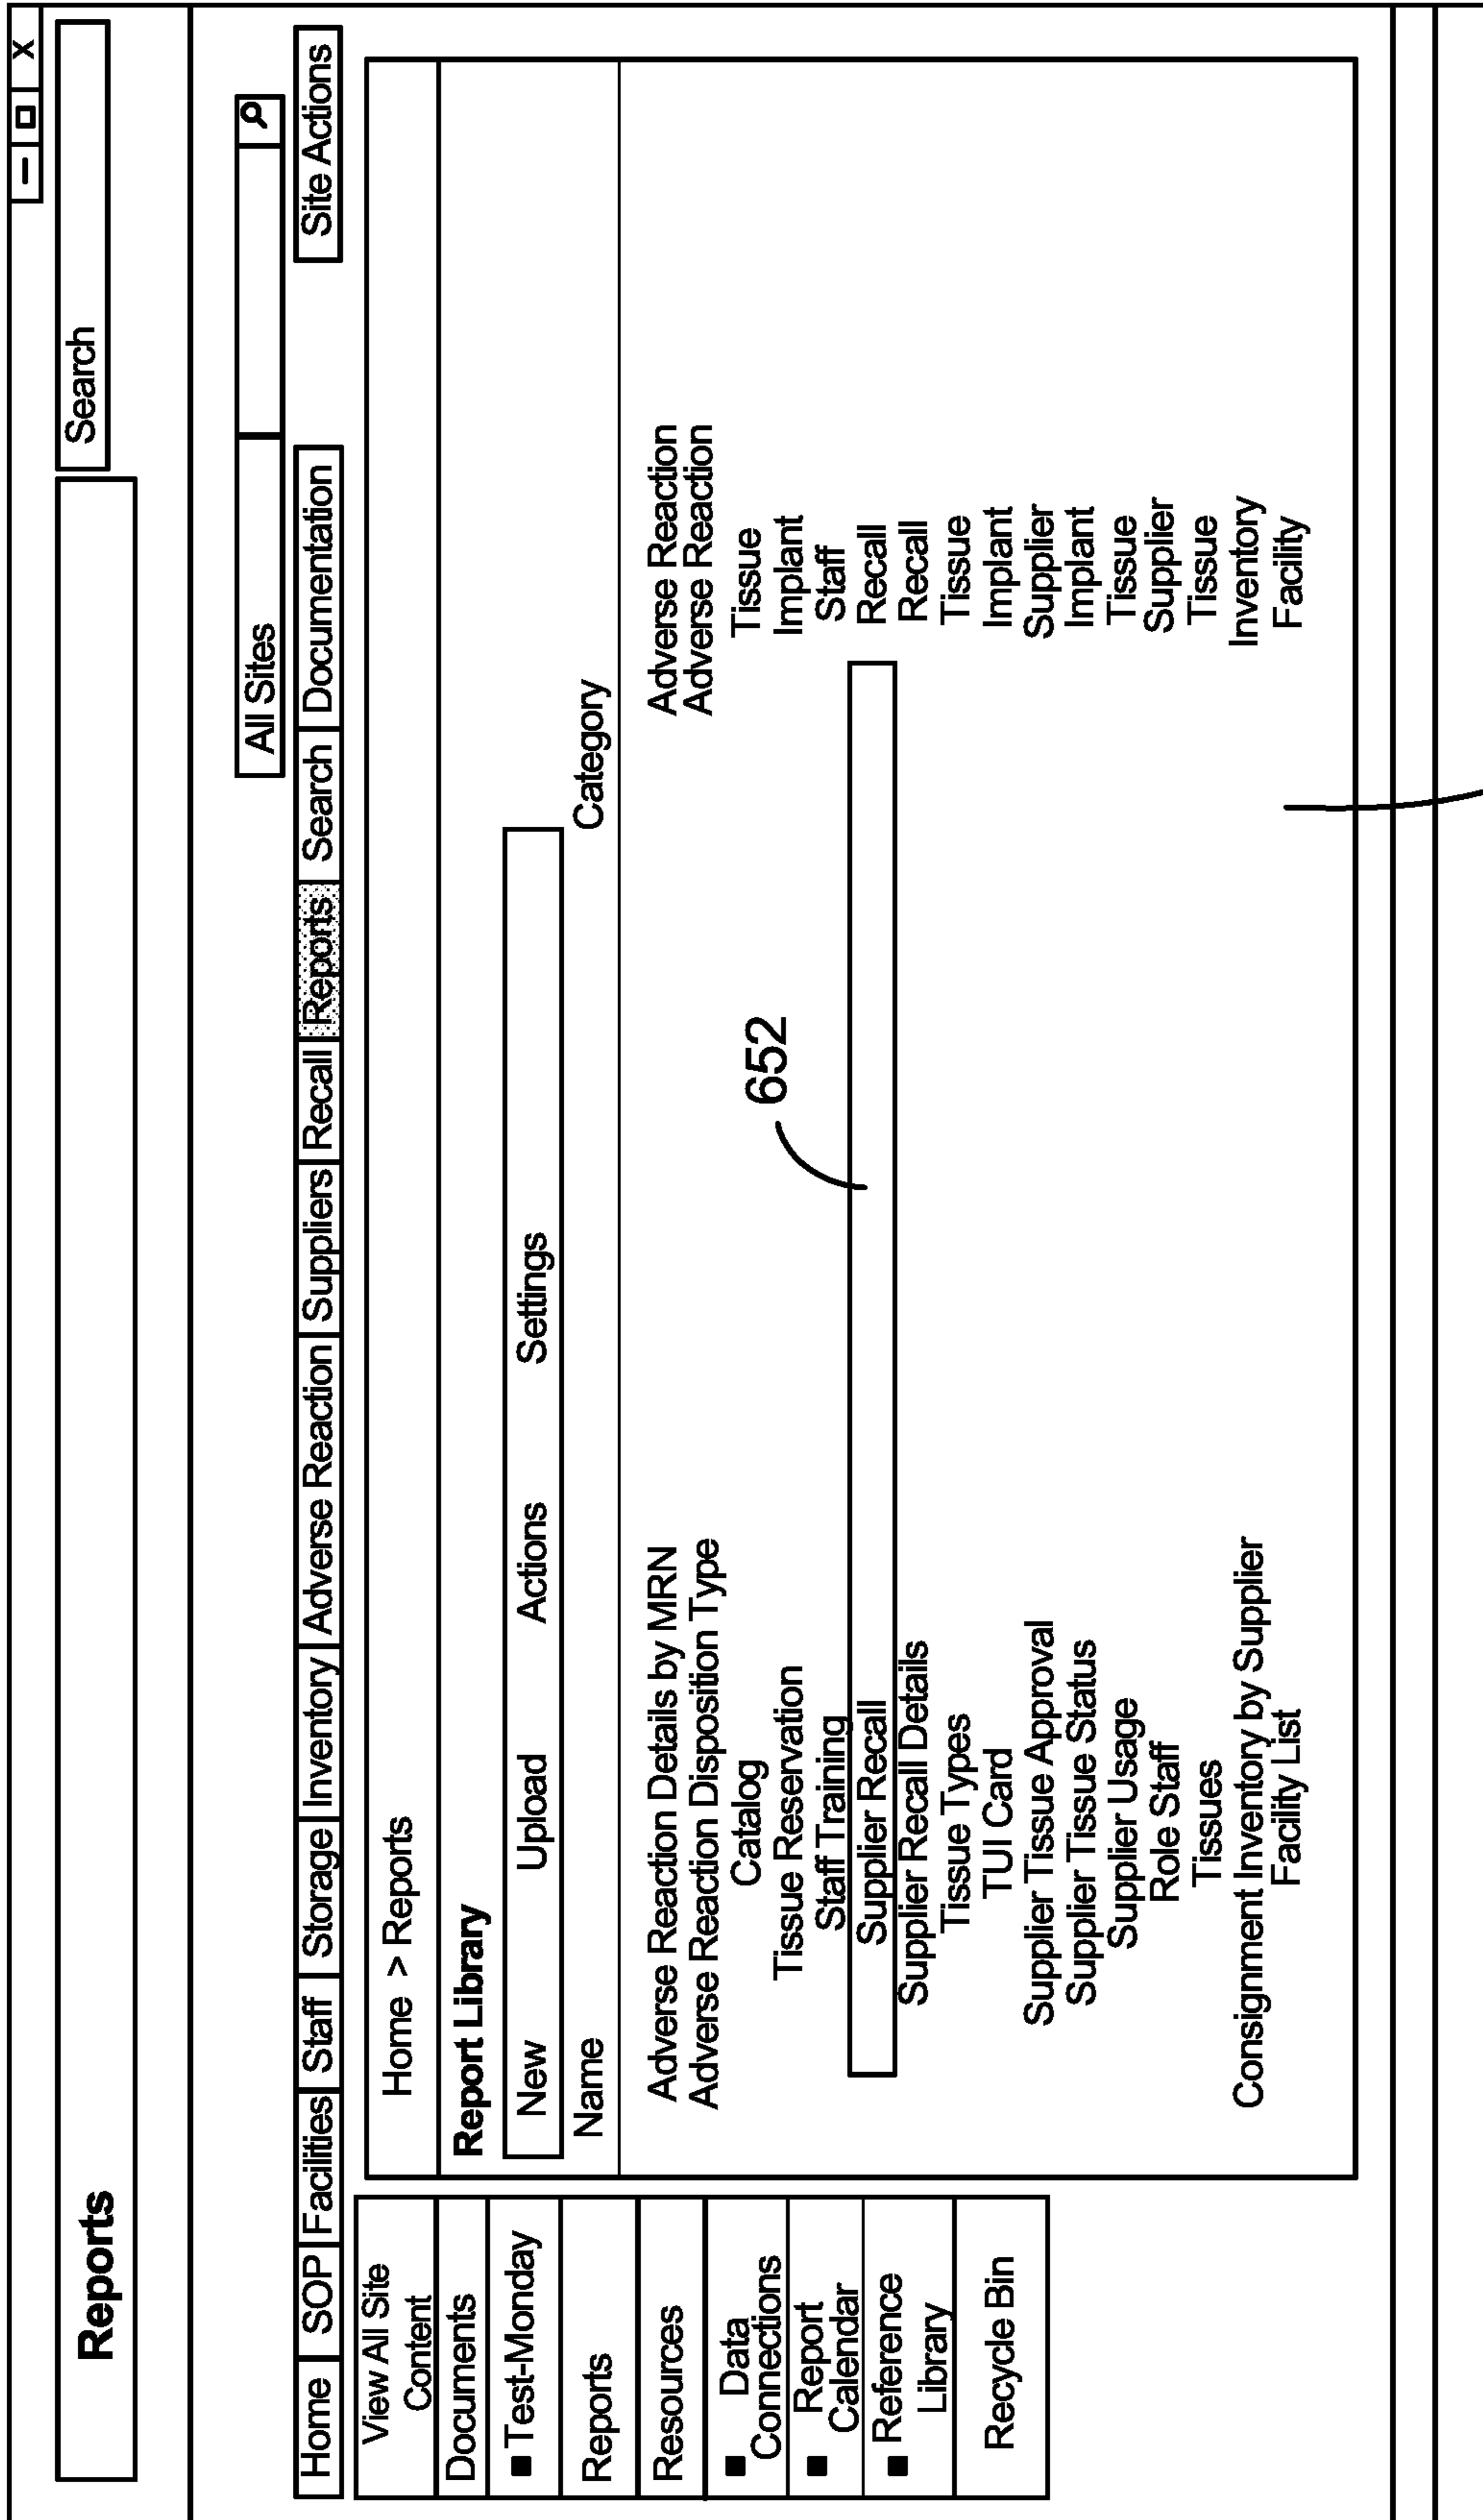 – □ X
Reports
Search
All Sites
Home SOP Facilities Staff Storage Inventory Adverse Reaction Suppliers Recall Reports Search Documentation Site Actions
View All Site
Content
Documents
■ Test-Monday
Reports
Resources
■ Data
Connections
■ Report
Calendar
■ Reference
Library
Recycle Bin
Home > Reports
Report Library
New Upload Actions Settings
Name Category
Adverse Reaction Details by MRN Adverse Reaction
Adverse Reaction Disposition Type Adverse Reaction
Catalog Tissue
Tissue Reservation Implant
Staff Training Staff
Supplier Recall Recall
Supplier Recall Details Recall
Tissue Types Tissue
TUI Card Implant
Supplier Tissue Approval Supplier
Supplier Tissue Status Implant
Supplier Usage Tissue
Role Staff Supplier
Tissues Tissue
Consignment Inventory by Supplier Inventory
Facility List Facility
652